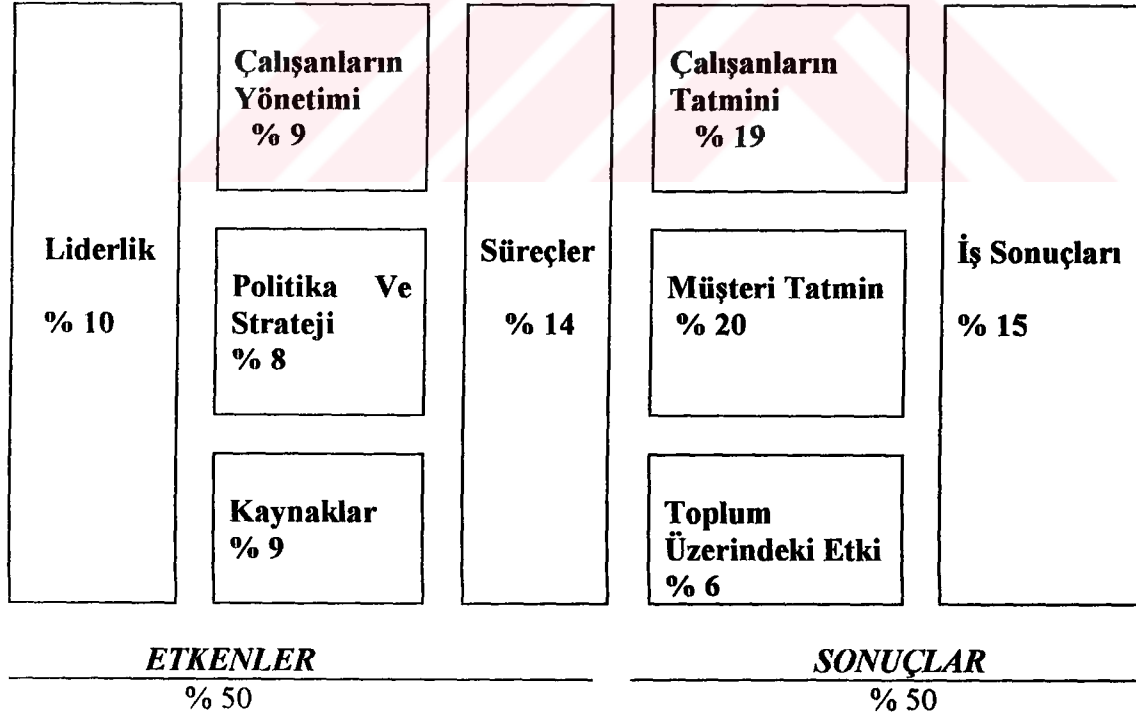 Liderlik
% 10
Çalışanların
Yönetimi
% 9
Politika Ve
Strateji
% 8
Kaynaklar
% 9
Süreçler
% 14
Çalışanların
Tatmini
% 19
Müşteri Tatmin
% 20
Toplum
Üzerindeki Etki
% 6
İş Sonuçları
% 15
ETKENLER
% 50
SONUÇLAR
% 50